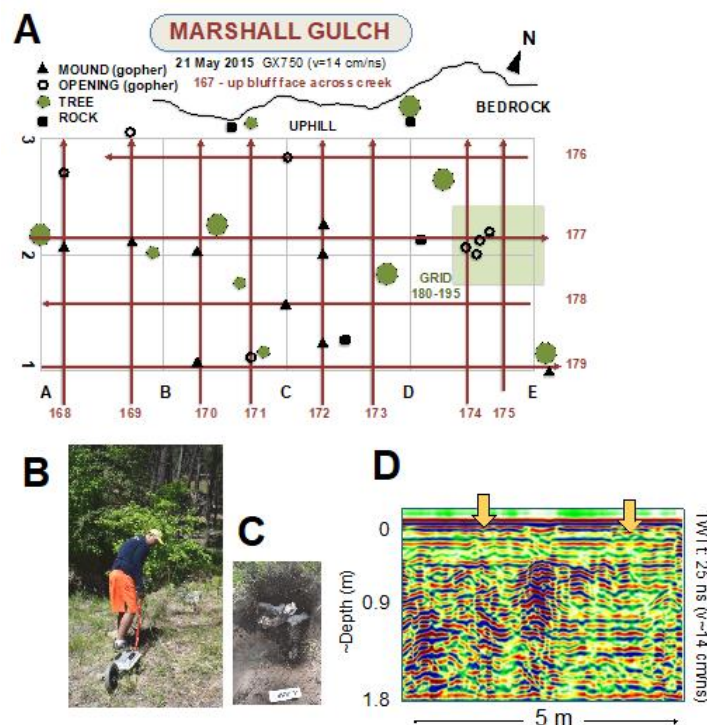 A
MARSHALL GULCH
21 May 2015 GX750 (v=14 cm/ns)
167 - up bluff face across creek
N
MOUND (gopher)
OPENING (gopher)
TREE
ROCK
UPHILL
BEDROCK
3
176
177
2
GRID
180-195
178
1
179
A B C D E
168 169 170 171 172 173 174 175
B
C
D
0
0.9
1.8
~Depth (m)
TWTT: 25 ns (v~14 cm/ns)
5 m